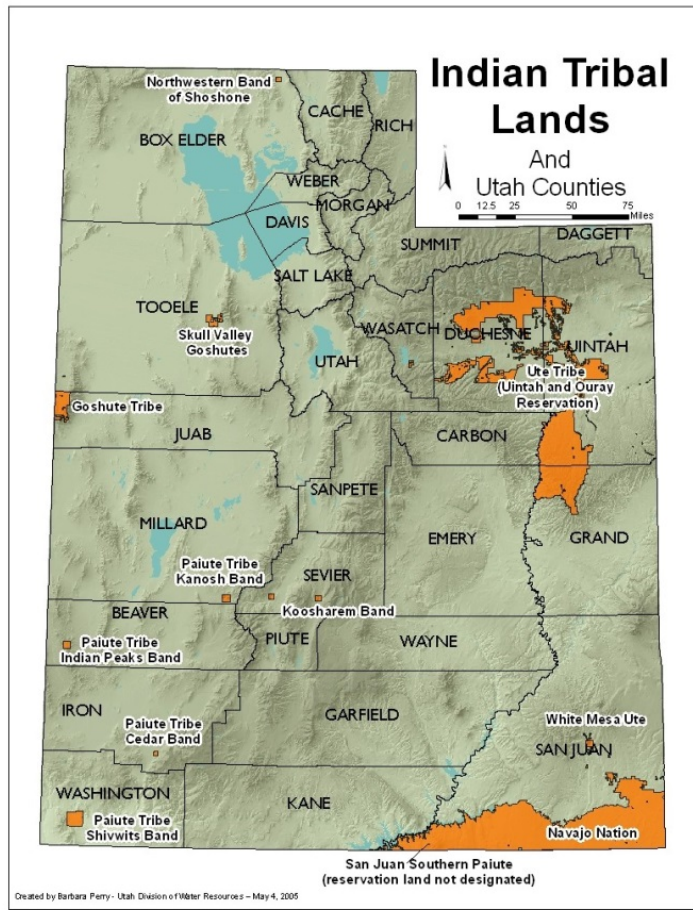 Indian Tribal
Lands
And
Utah Counties
0 12.5 25 50 75
Miles
Northwestern Band
of Shoshone
CACHE
RICH
BOX ELDER
WEBER
MORGAN
DAVIS
SUMMIT
DAGGETT
SALT LAKE
TOOELE
Skull Valley
Goshutes
WASATCH
DUCHESNE
UINTAH
UTAH
Ute Tribe
(Uintah and Ouray
Reservation)
Goshute Tribe
JUAB
CARBON
SANPETE
MILLARD
EMERY
GRAND
Paiute Tribe
Kanosh Band
SEVIER
Koosharem Band
BEAVER
PIUTE
WAYNE
Paiute Tribe
Indian Peaks Band
IRON
GARFIELD
Paiute Tribe
Cedar Band
White Mesa Ute
SAN JUAN
WASHINGTON
KANE
Paiute Tribe
Shivwits Band
Navajo Nation
San Juan Southern Paiute
(reservation land not designated)
Created by Barbara Perry - Utah Division of Water Resources – May 4, 2005